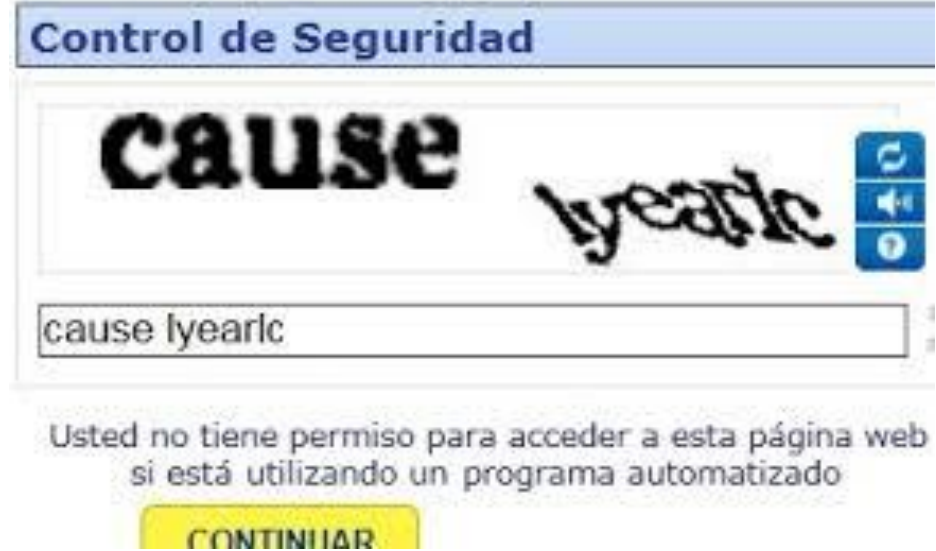 Control de Seguridad
cause lyearlc
cause lyearlc
Usted no tiene permiso para acceder a esta página web
si está utilizando un programa automatizado
CONTINUAR